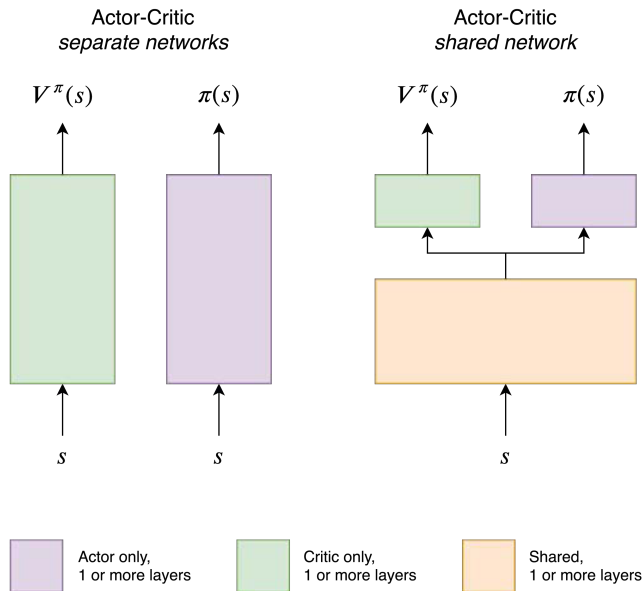 Actor-Critic
separate networks
Actor-Critic
shared network
V^π(s)
π(s)
V^π(s)
π(s)
s
s
s
Actor only,
1 or more layers
Critic only,
1 or more layers
Shared,
1 or more layers